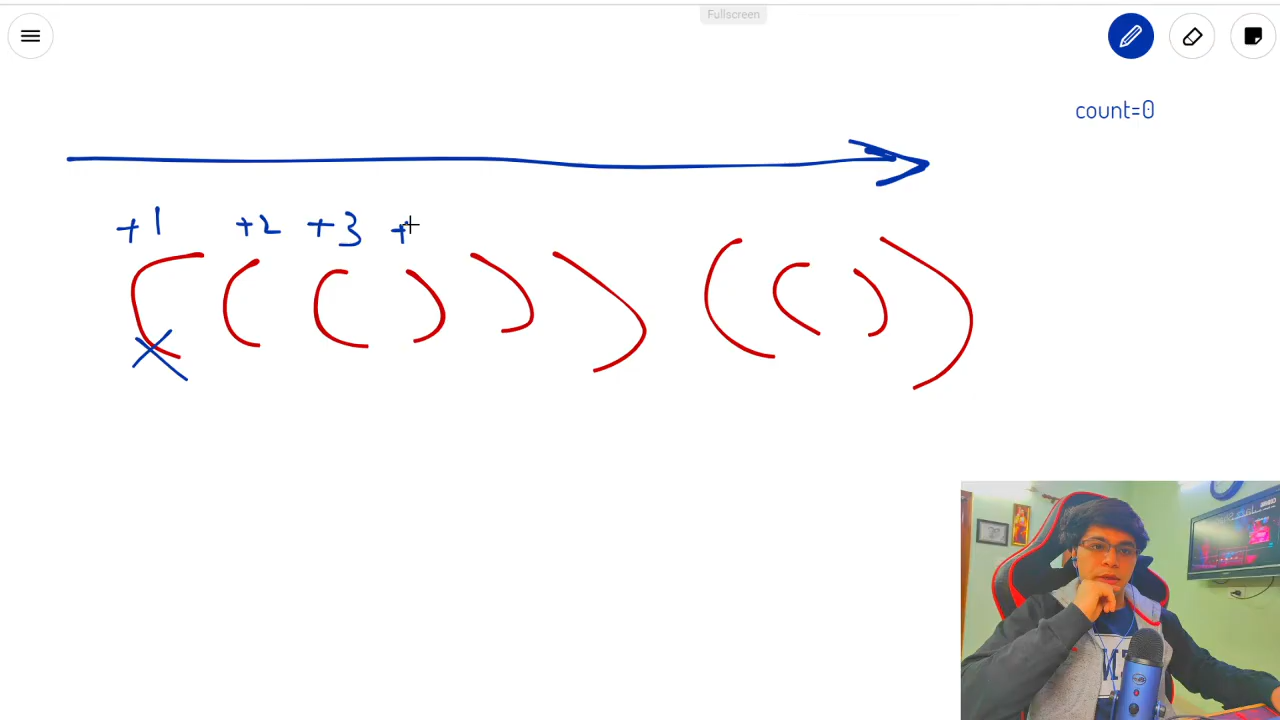 Fullscreen
count=0
+1 +2 +3 +
( ( ( ) ) ) ( ( ) )